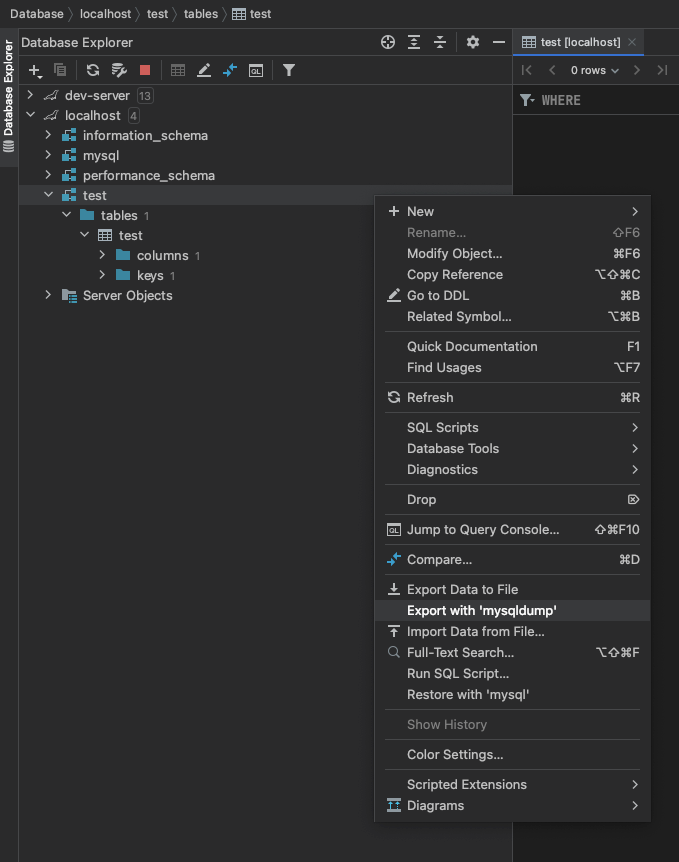 Database localhost test tables test
Database Explorer
Database Explorer
test [localhost]
0 rows
WHERE
dev-server 13
localhost 4
information_schema
mysql
performance_schema
test
tables 1
test
columns 1
keys 1
Server Objects
New
Rename... ⇧F6
Modify Object... ⌘F6
Copy Reference ⌥⇧⌘C
Go to DDL ⌘B
Related Symbol... ⌥⌘B
Quick Documentation F1
Find Usages ⌥F7
Refresh ⌘R
SQL Scripts
Database Tools
Diagnostics
Drop ⌦
QL Jump to Query Console... ⇧⌘F10
Compare... ⌘D
Export Data to File
Export with 'mysqldump'
Import Data from File...
Full-Text Search... ⌥⇧⌘F
Run SQL Script...
Restore with 'mysql'
Show History
Color Settings...
Scripted Extensions
Diagrams